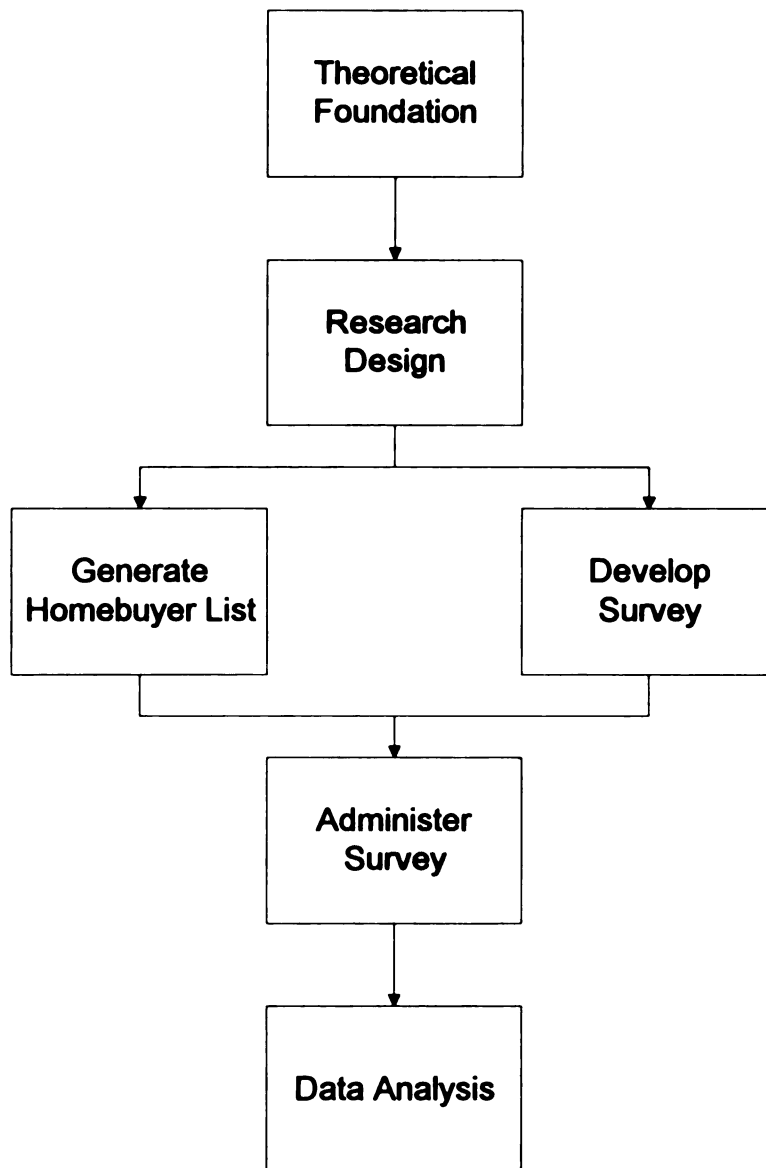 Theoretical
Foundation
Research
Design
Generate
Homebuyer List
Develop
Survey
Administer
Survey
Data Analysis